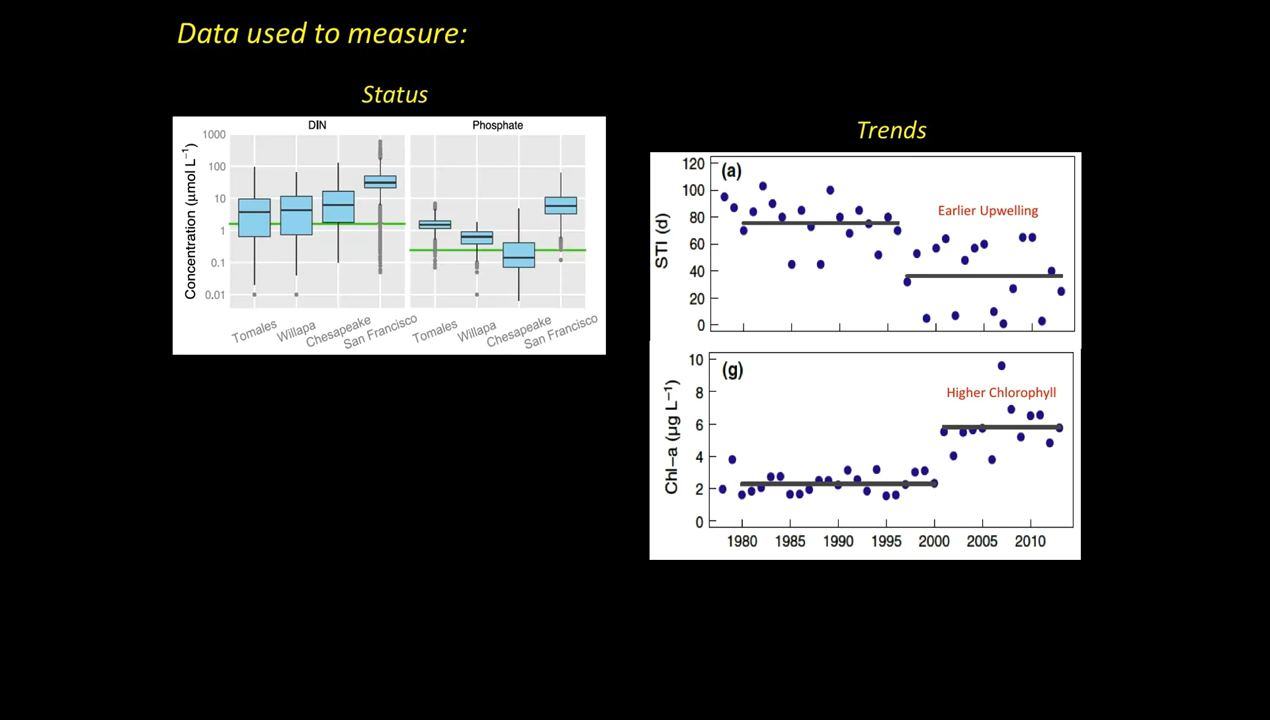 Data used to measure:
Status
DIN
Phosphate
Concentration (μmol L−1)
1000
100
10
1
0.1
0.01
Tomales
Willapa
Chesapeake
San Francisco
Tomales
Willapa
Chesapeake
San Francisco
Trends
(a)
STI (d)
120
100
80
60
40
20
0
Earlier Upwelling
(g)
Chl−a (μg L−1)
10
8
6
4
2
0
Higher Chlorophyll
1980 1985 1990 1995 2000 2005 2010